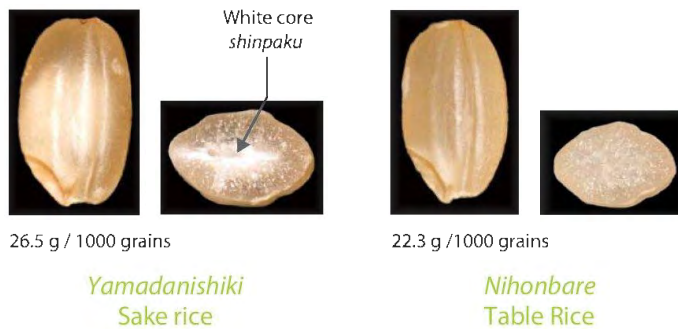 White core
shinpaku
26.5 g / 1000 grains
22.3 g /1000 grains
Yamadanishiki
Sake rice
Nihonbare
Table Rice